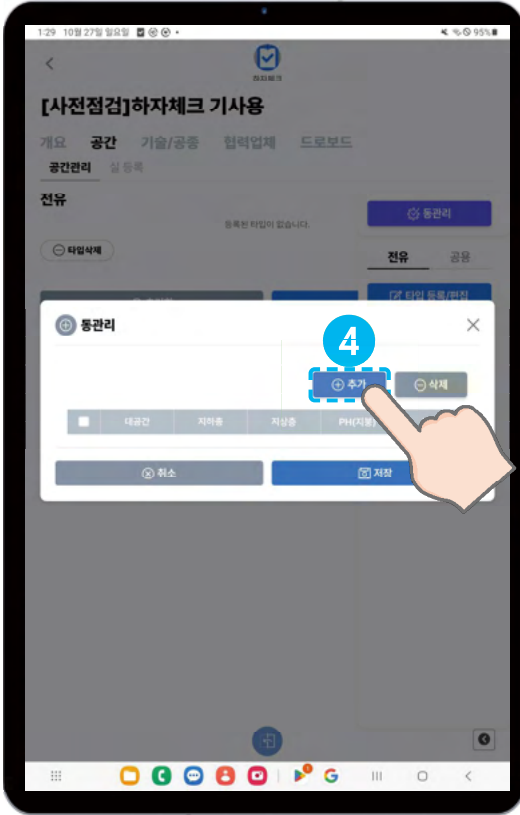 1:29 10월 27일 일요일
95%
하자체크
[사전점검]하자체크 기사용
개요 공간 기술/공종 협력업체 드로보드
공간관리 실 등록
전유
동관리
등록된 타입이 없습니다.
타입삭제
전유 공용
타입 등록/편집
동관리
4
추가 삭제
대공간 지하층 지상층 PH(지붕)
취소 저장